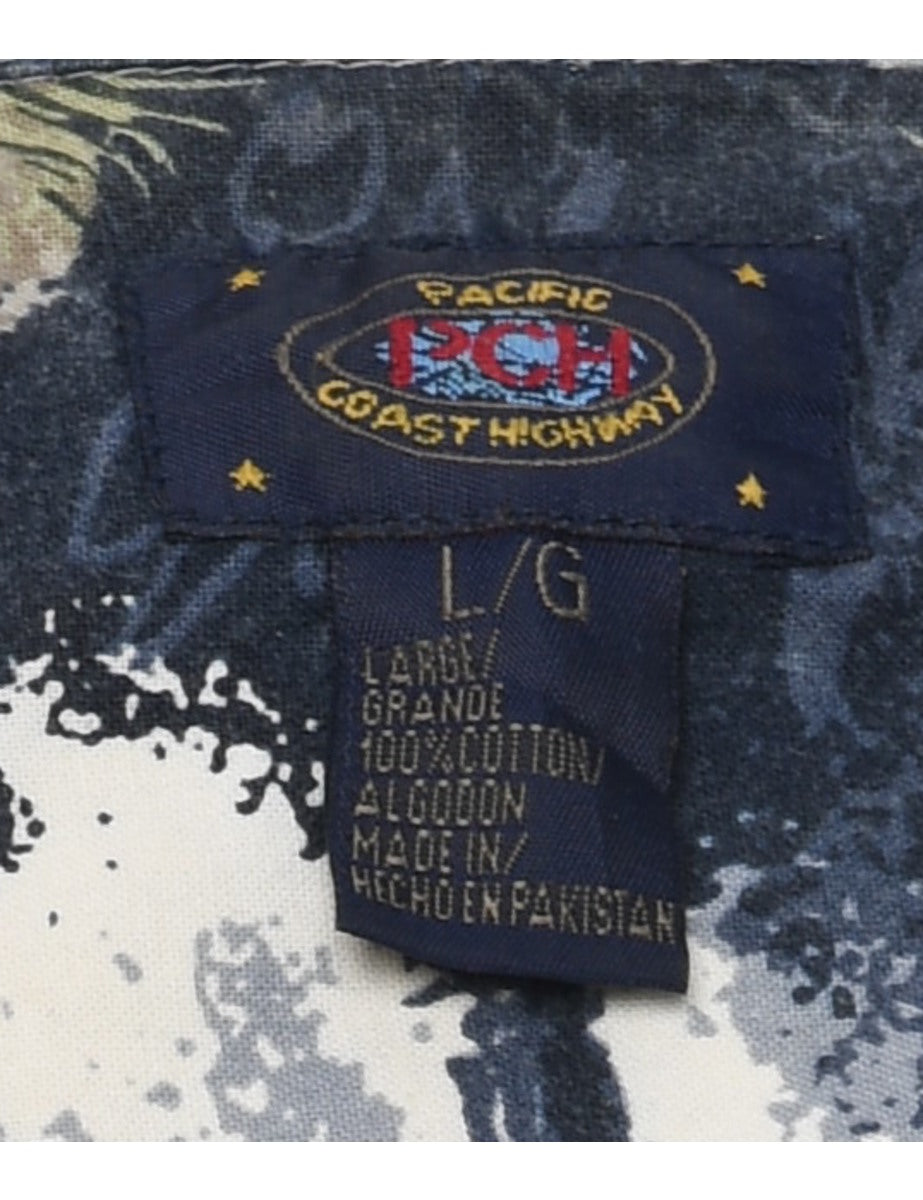 PACIFIC
PCH
COAST HIGHWAY
L/G
LARGE/
GRANDE
100% COTTON/
ALGODON
MADE IN/
HECHO EN PAKISTAN